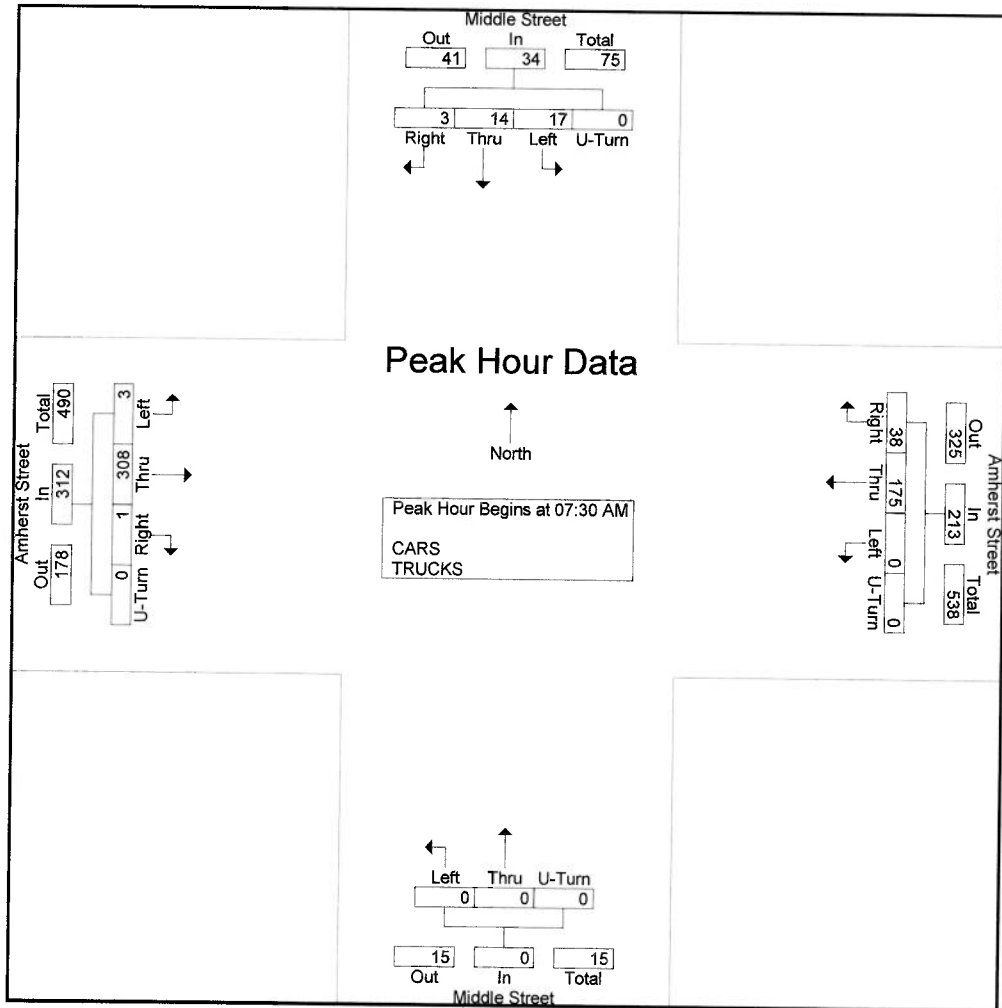 Middle Street
Out In Total
41 34 75
3 14 17 0
Right Thru Left U-Turn
Peak Hour Data
North
Peak Hour Begins at 07:30 AM
CARS
TRUCKS
Amherst Street
Total In Out
490 312 178
3 308 1 0
Left Thru Right U-Turn
Right Thru Left U-Turn
38 175 0 0
325 213 538
Out In Total
Amherst Street
Left Thru U-Turn
0 0 0
15 0 15
Out In Total
Middle Street